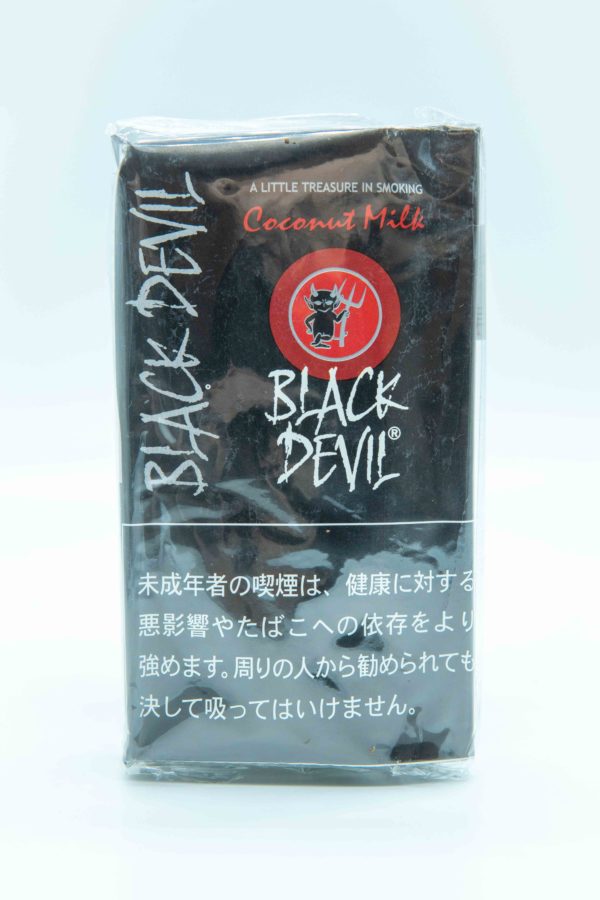 BLACK DEVIL
A LITTLE TREASURE IN SMOKING
Coconut Milk
BLACK
DEVIL®
未成年者の喫煙は、健康に対する
悪影響やたばこへの依存をより
強めます。周りの人から勧められても
決して吸ってはいけません。